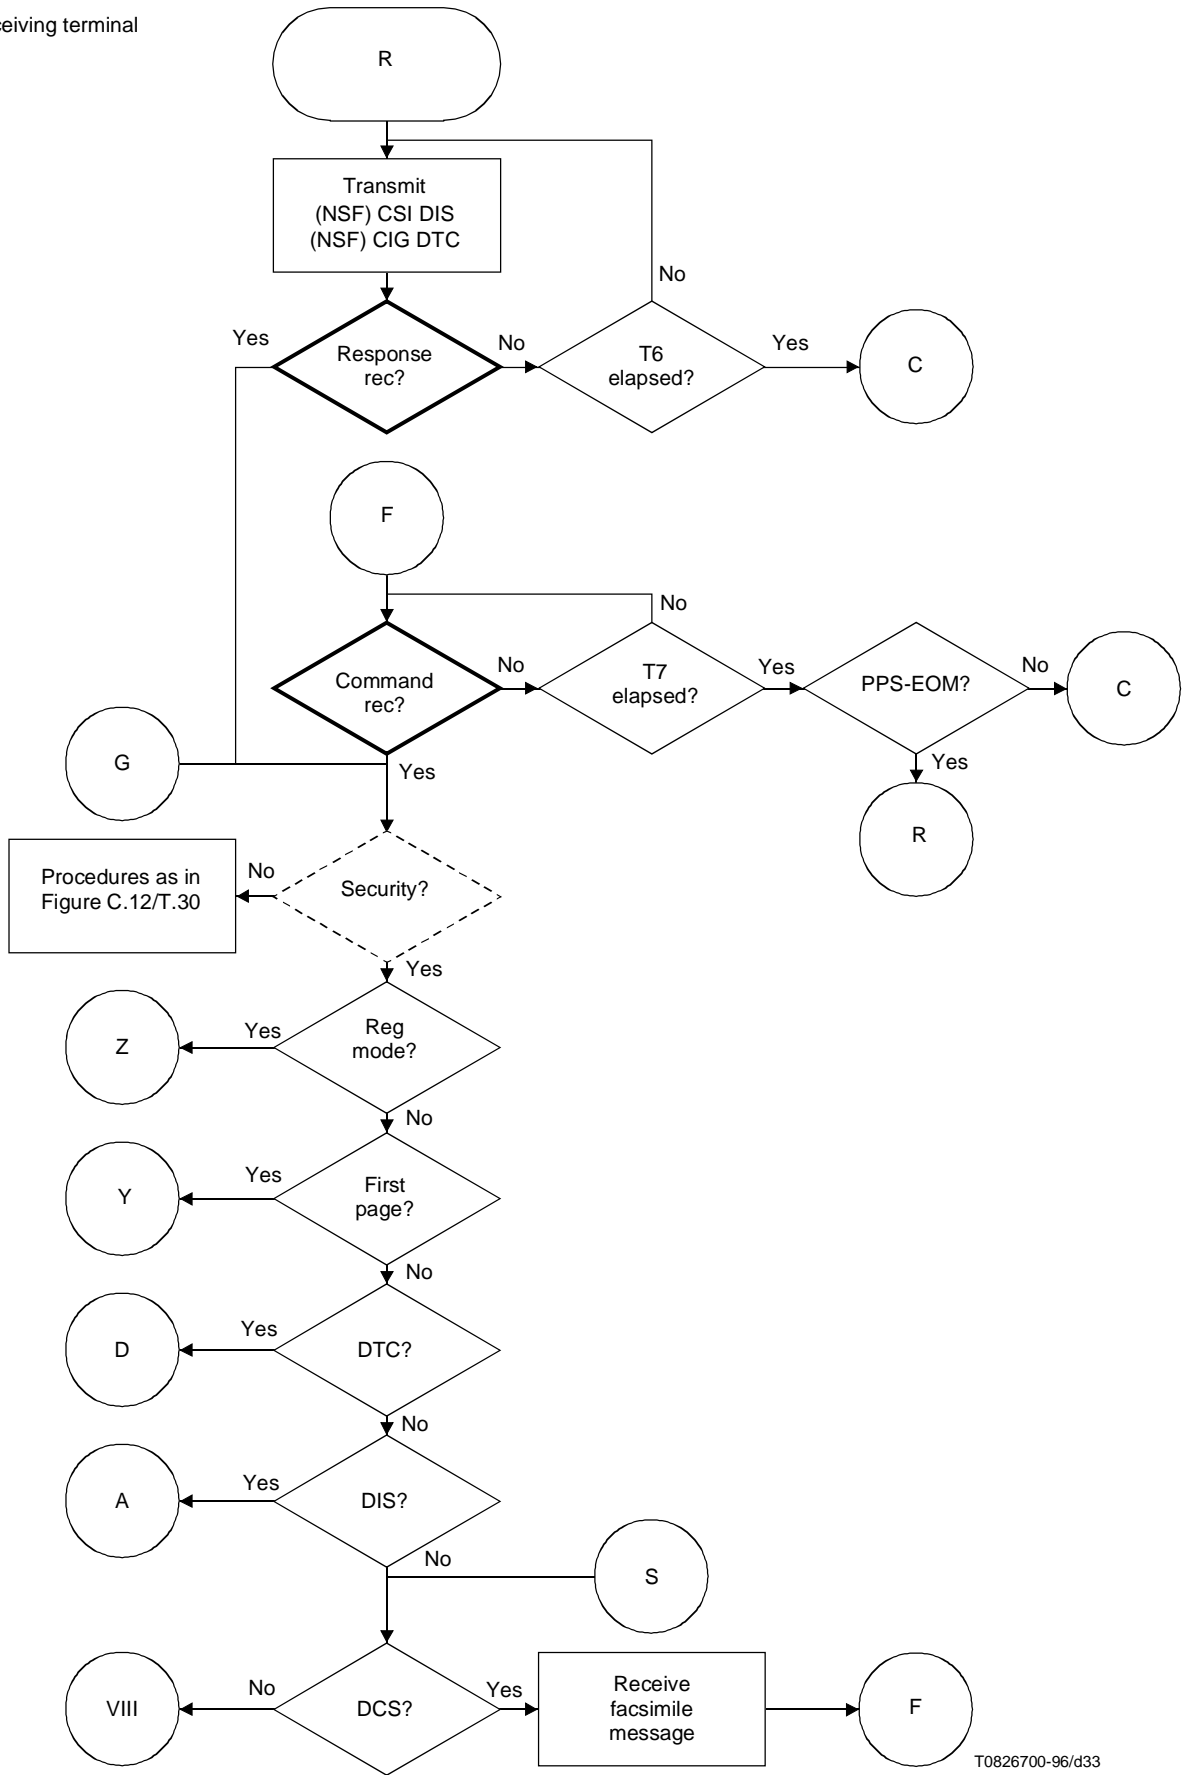 ceiving terminal
R
Transmit
(NSF) CSI DIS
(NSF) CIG DTC
No
Yes
Response
rec?
No
T6
elapsed?
Yes
C
F
No
Command
rec?
No
T7
elapsed?
Yes
PPS-EOM?
No
C
G
Yes
Yes
R
Procedures as in
Figure C.12/T.30
No
Security?
Yes
Z
Yes
Reg
mode?
No
Y
Yes
First
page?
No
D
Yes
DTC?
No
A
Yes
DIS?
No
S
VIII
No
DCS?
Yes
Receive
facsimile
message
F
T0826700-96/d33